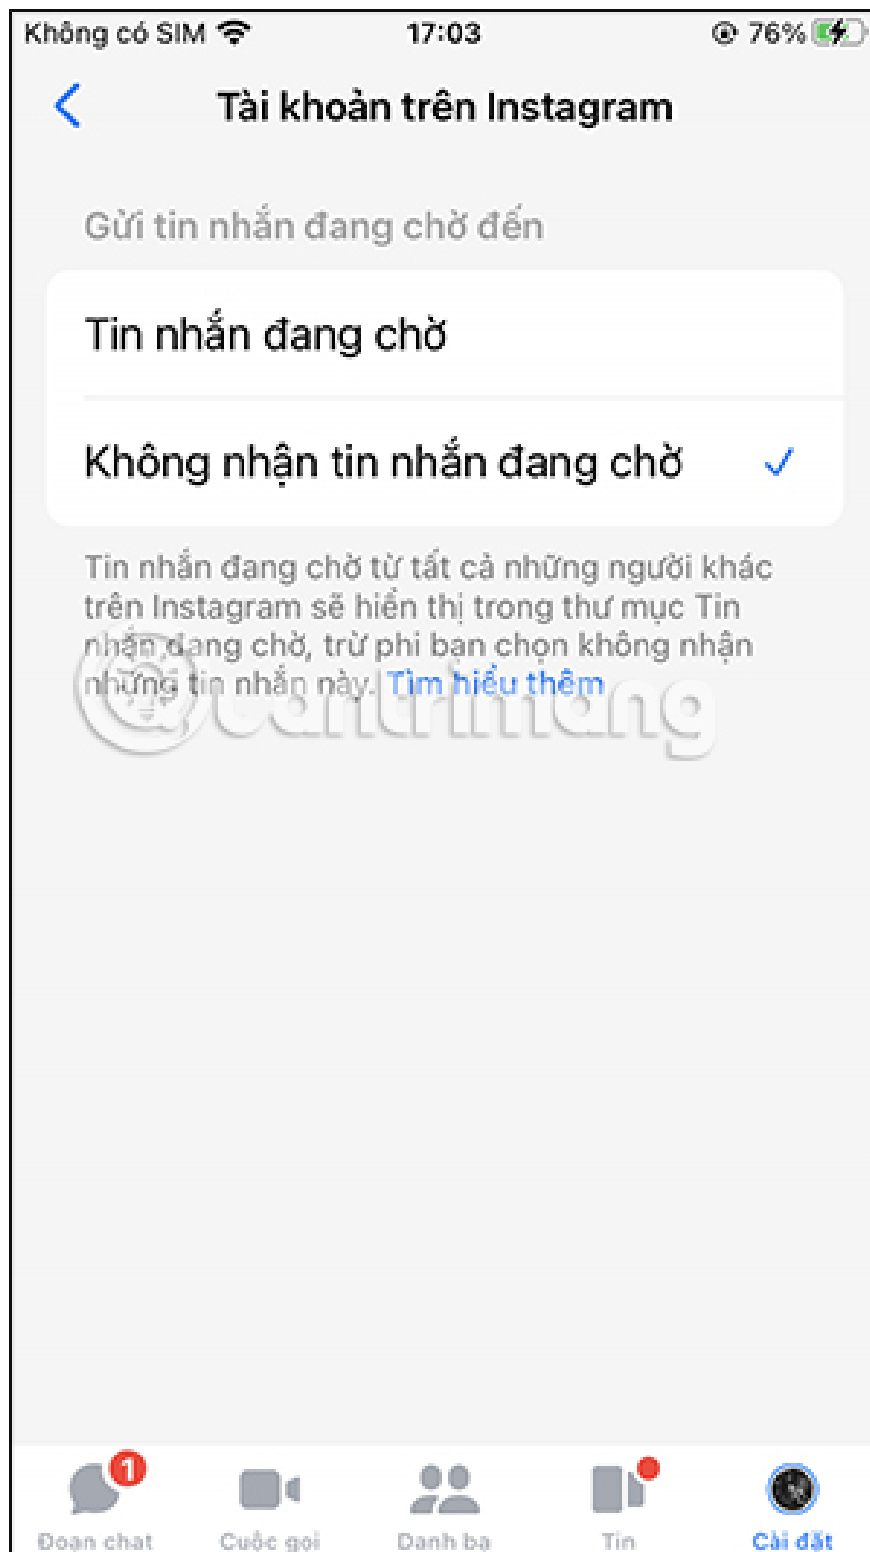 Không có SIM 17:03 76%
Tài khoản trên Instagram
Gửi tin nhắn đang chờ đến
Tin nhắn đang chờ
Không nhận tin nhắn đang chờ
Tin nhắn đang chờ từ tất cả những người khác
trên Instagram sẽ hiển thị trong thư mục Tin
nhắn đang chờ, trừ phi bạn chọn không nhận
những tin nhắn này. Tìm hiểu thêm
Quantrimang
1
Đoạn chat Cuộc gọi Danh bạ Tin Cài đặt